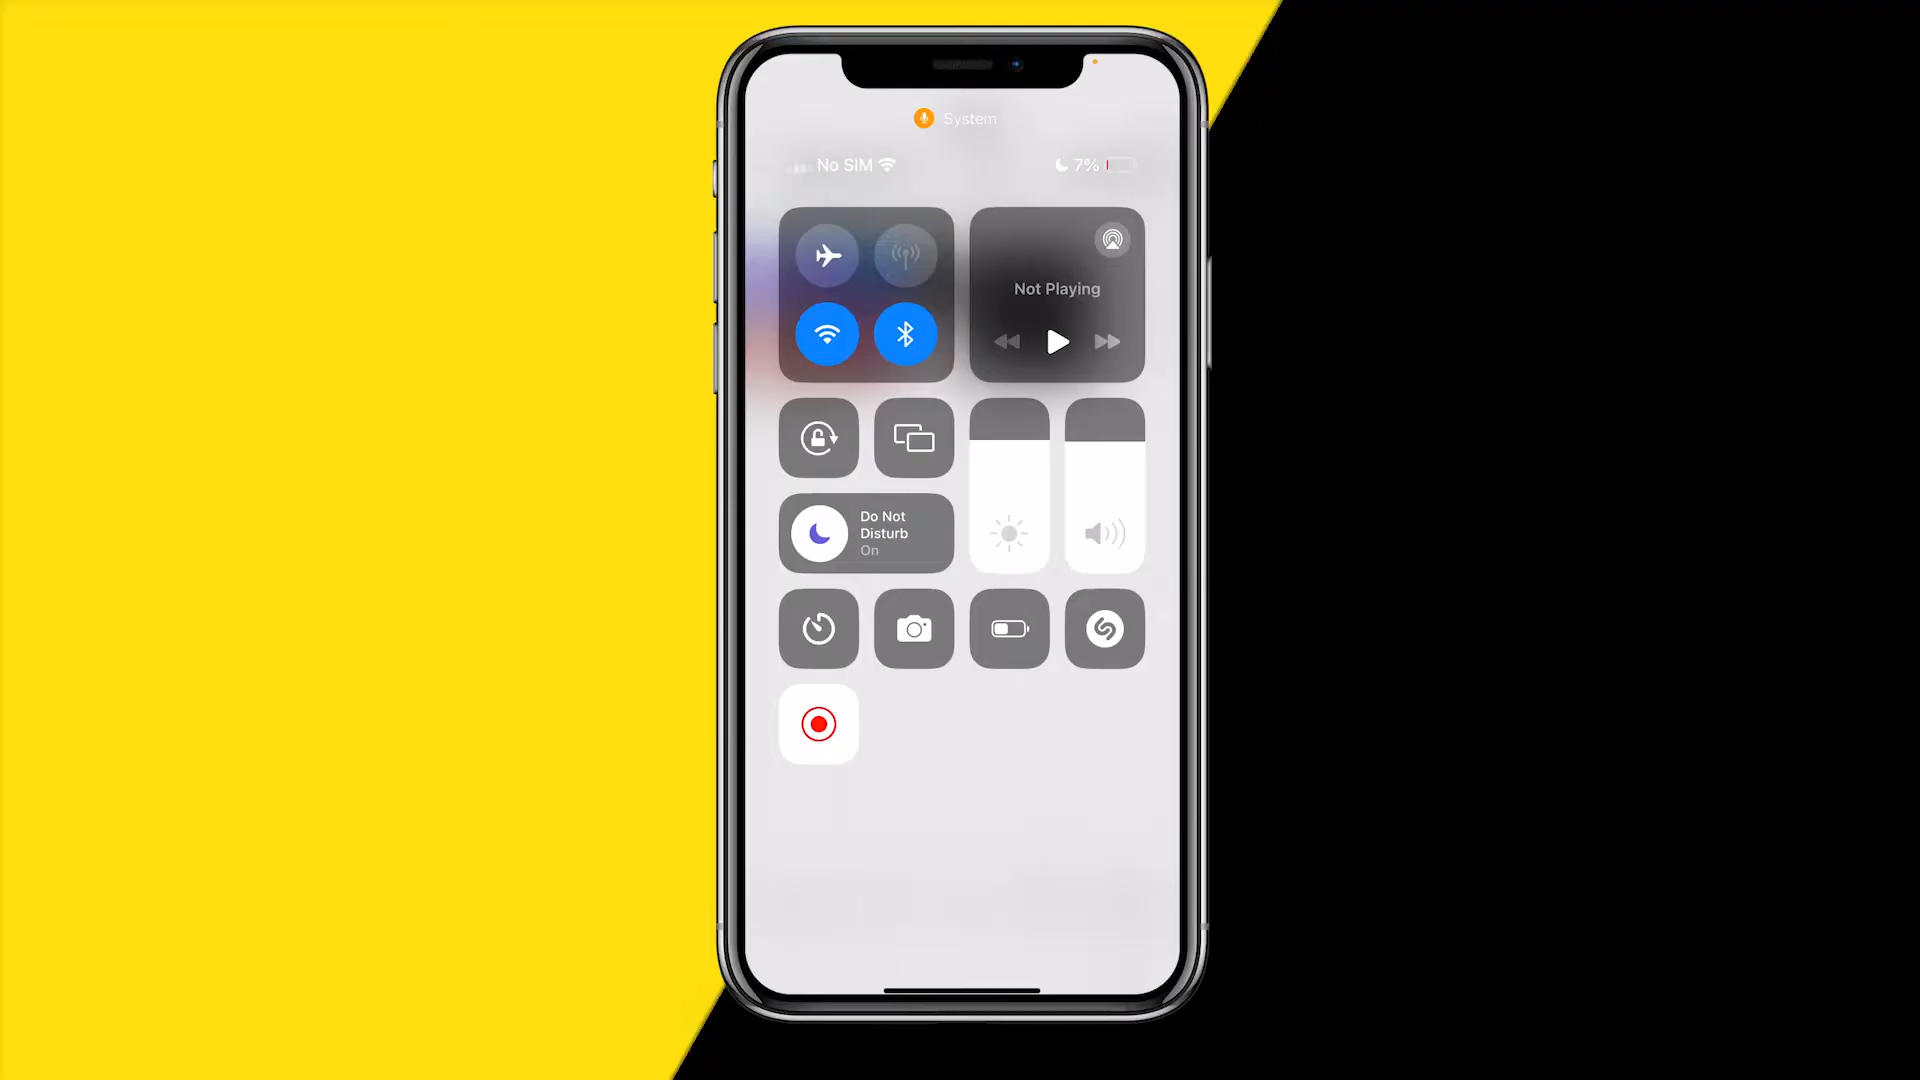 System
No SIM 7%
Not Playing
Do Not
Disturb
On